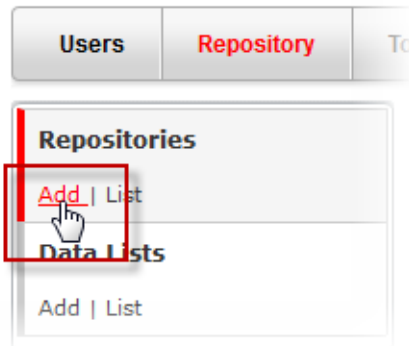 Users Repository
Repositories
Add | List
Data Lists
Add | List